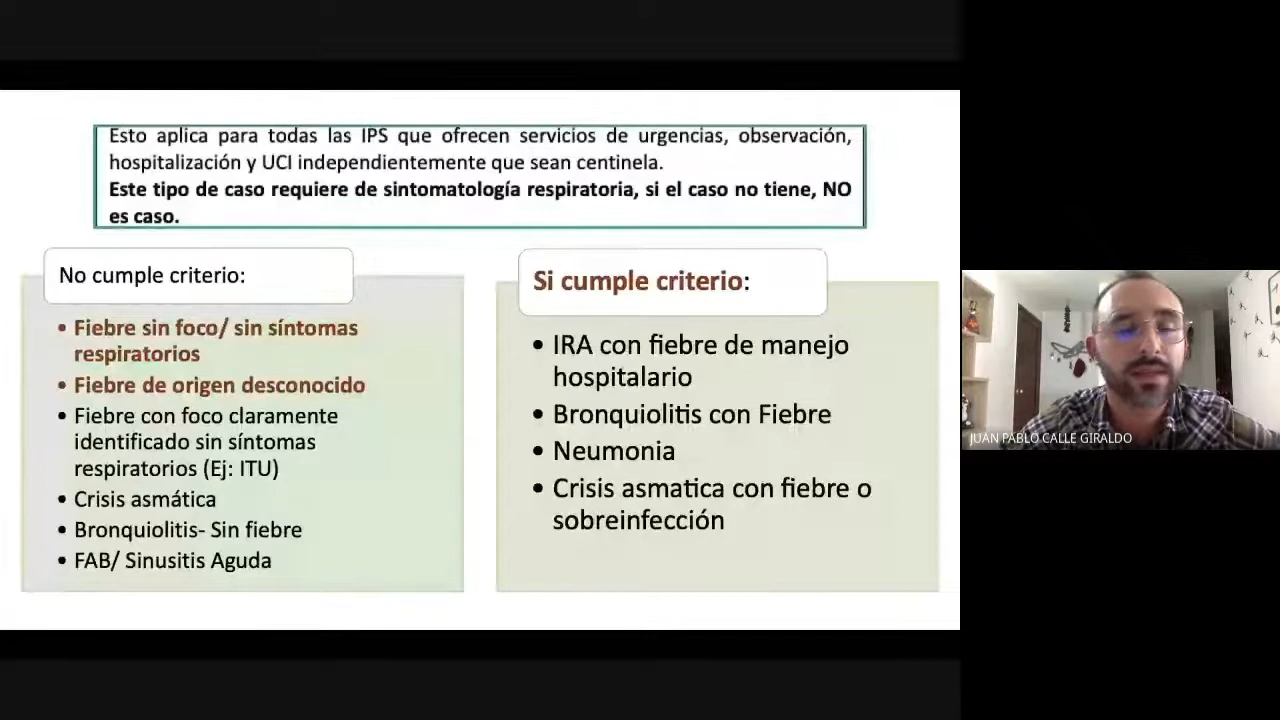 Esto aplica para todas las IPS que ofrecen servicios de urgencias, observación,
hospitalización y UCI independientemente que sean centinela.
Este tipo de caso requiere de sintomatología respiratoria, si el caso no tiene, NO
es caso.
No cumple criterio:
• Fiebre sin foco/ sin síntomas
respiratorios
• Fiebre de origen desconocido
• Fiebre con foco claramente
identificado sin síntomas
respiratorios (Ej: ITU)
• Crisis asmática
• Bronquiolitis- Sin fiebre
• FAB/ Sinusitis Aguda
Si cumple criterio:
• IRA con fiebre de manejo
hospitalario
• Bronquiolitis con Fiebre
• Neumonia
• Crisis asmatica con fiebre o
sobreinfección
JUAN PABLO CALLE GIRALDO